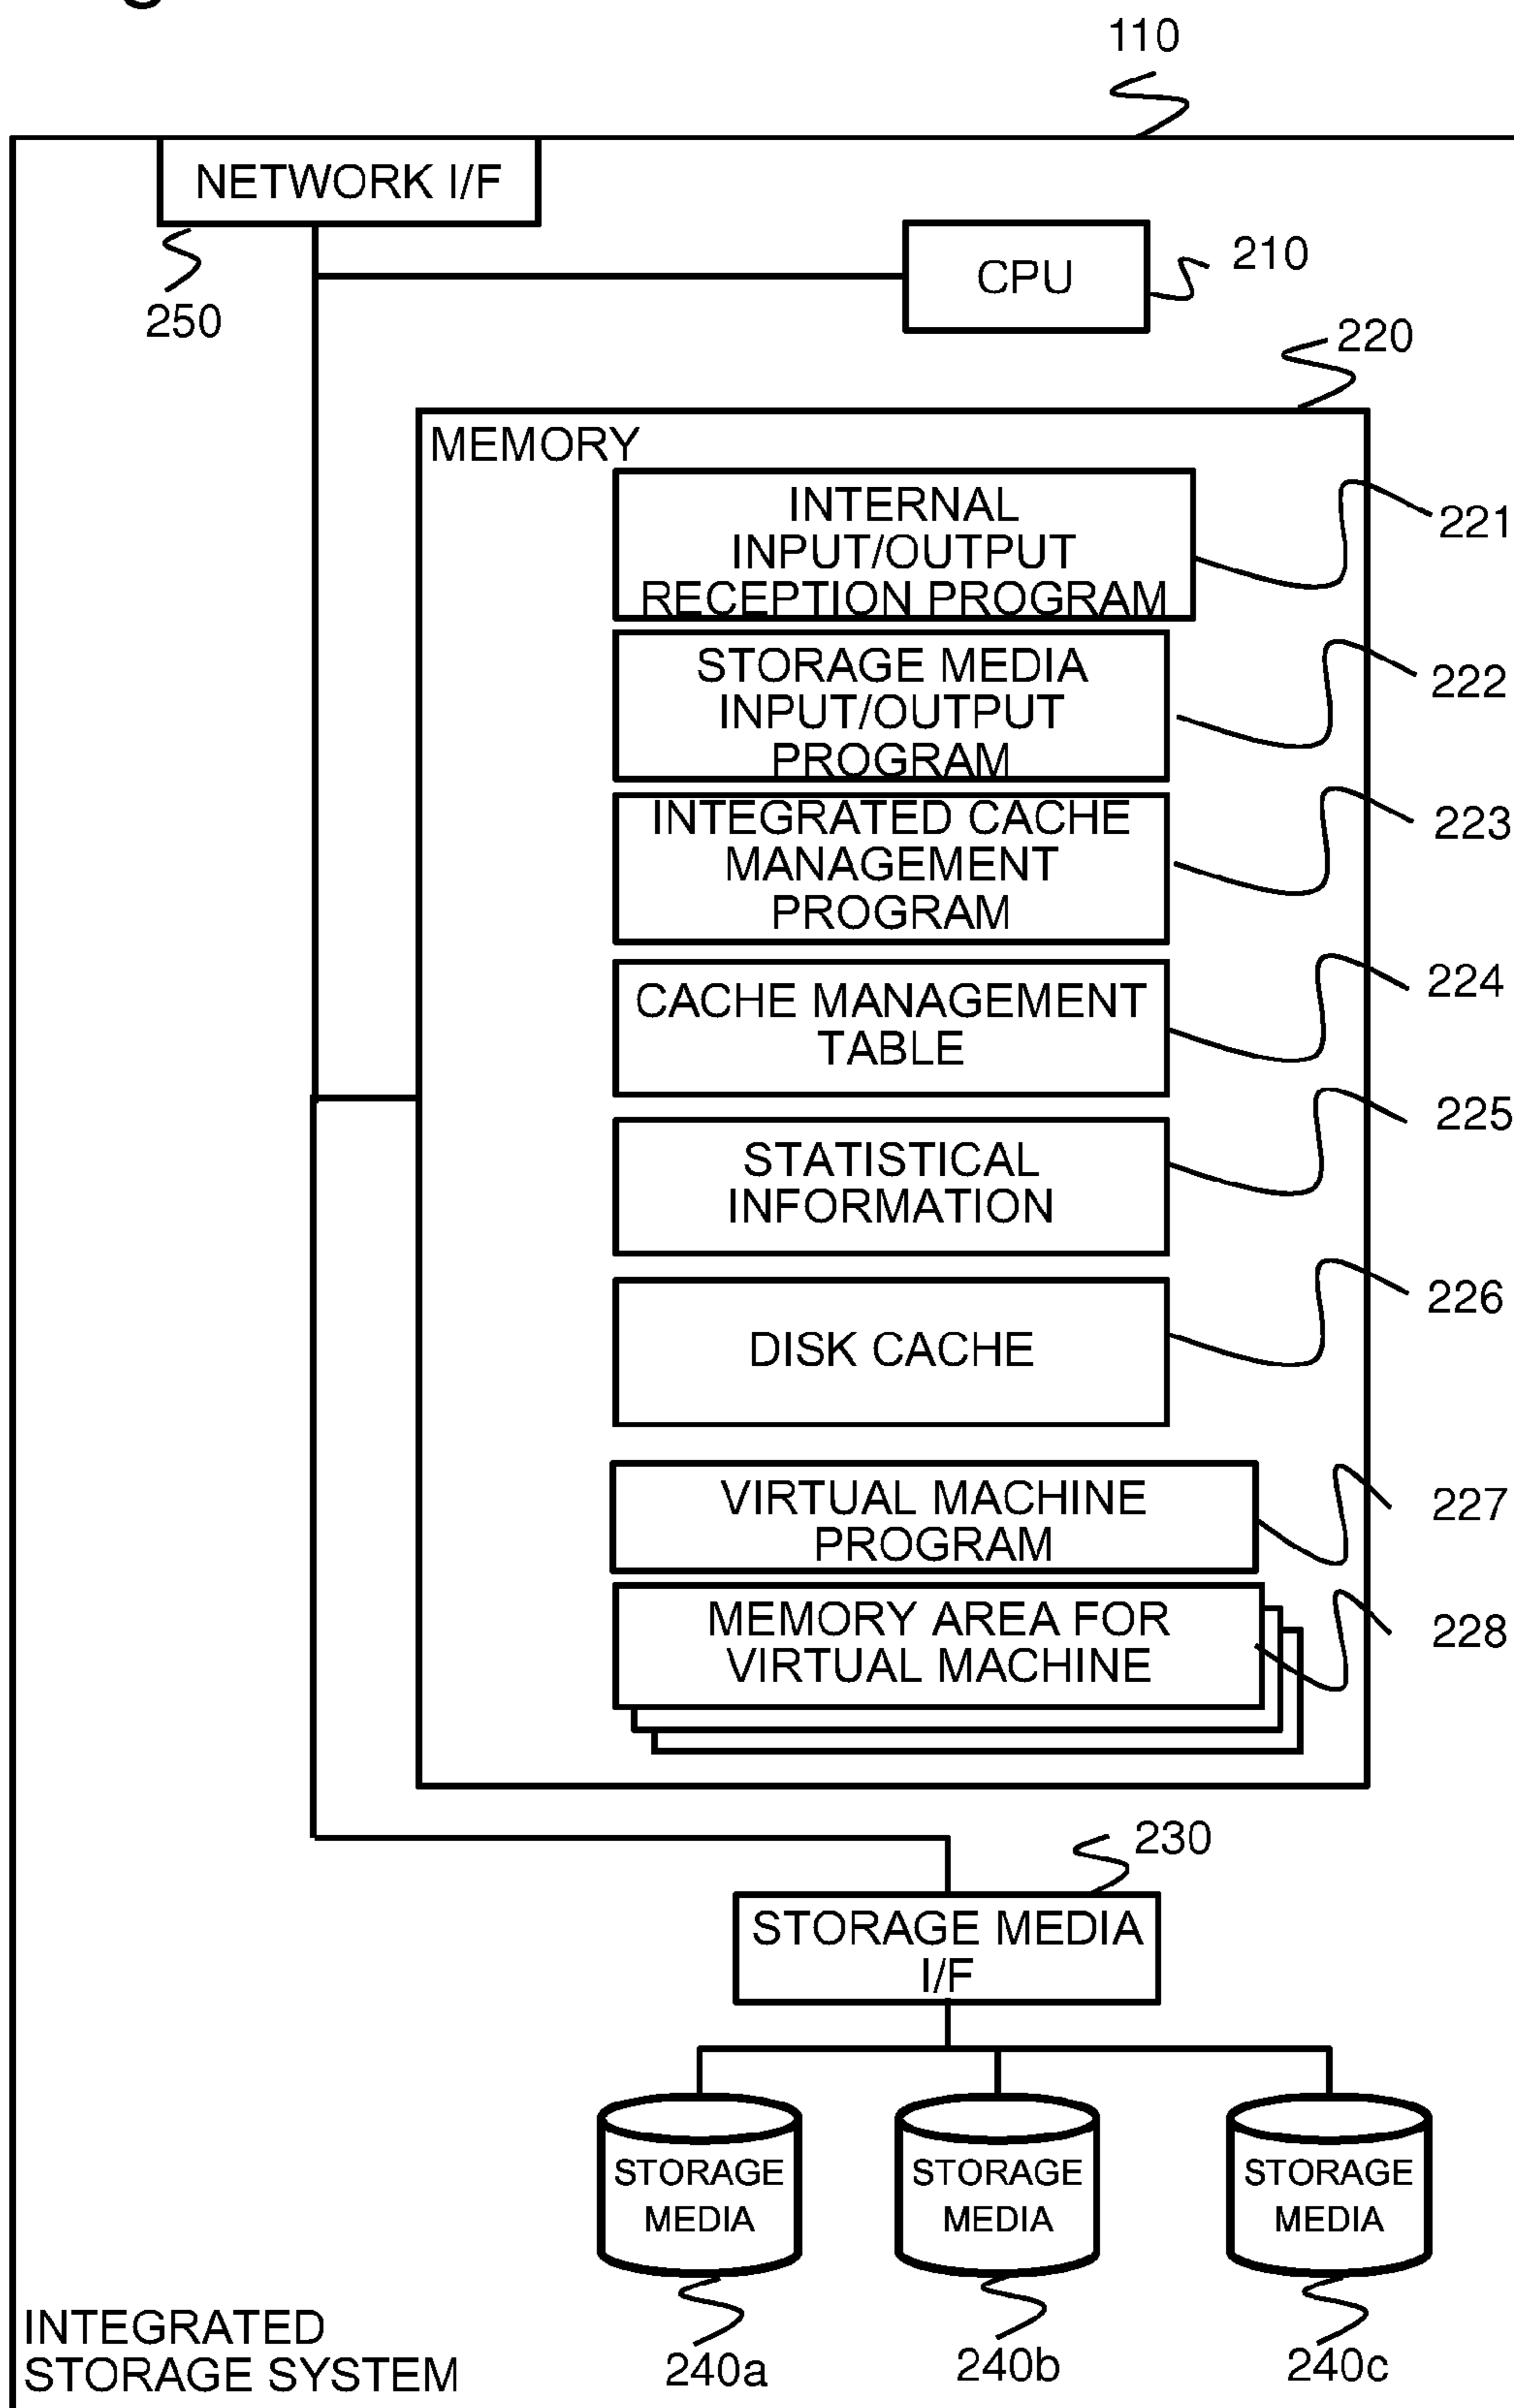 110
NETWORK I/F
250
CPU
210
220
MEMORY
INTERNAL
INPUT/OUTPUT
RECEPTION PROGRAM
221
STORAGE MEDIA
INPUT/OUTPUT
PROGRAM
222
INTEGRATED CACHE
MANAGEMENT
PROGRAM
223
CACHE MANAGEMENT
TABLE
224
STATISTICAL
INFORMATION
225
DISK CACHE
226
VIRTUAL MACHINE
PROGRAM
227
MEMORY AREA FOR
VIRTUAL MACHINE
228
230
STORAGE MEDIA
I/F
STORAGE
MEDIA
240a
STORAGE
MEDIA
240b
STORAGE
MEDIA
240c
INTEGRATED
STORAGE SYSTEM